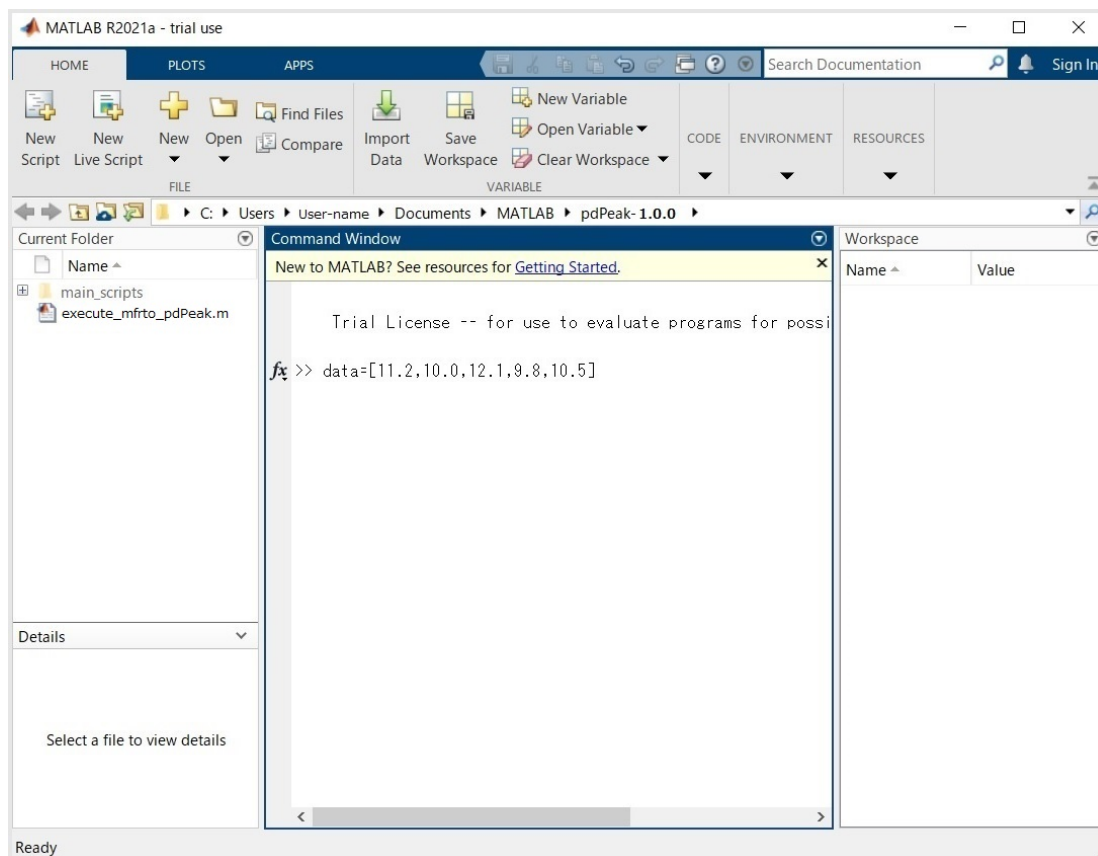 MATLAB R2021a - trial use
HOME PLOTS APPS Search Documentation Sign In
New Script
New Live Script
New
Open
Find Files
Compare
FILE
Import Data
Save Workspace
New Variable
Open Variable
Clear Workspace
VARIABLE
CODE
ENVIRONMENT
RESOURCES
C: Users User-name Documents MATLAB pdPeak-1.0.0
Current Folder
Name
main_scripts
execute_mfrto_pdPeak.m
Details
Select a file to view details
Command Window
New to MATLAB? See resources for Getting Started.
Trial License -- for use to evaluate programs for possi
fx >> data=[11.2,10.0,12.1,9.8,10.5]
Workspace
Name Value
Ready